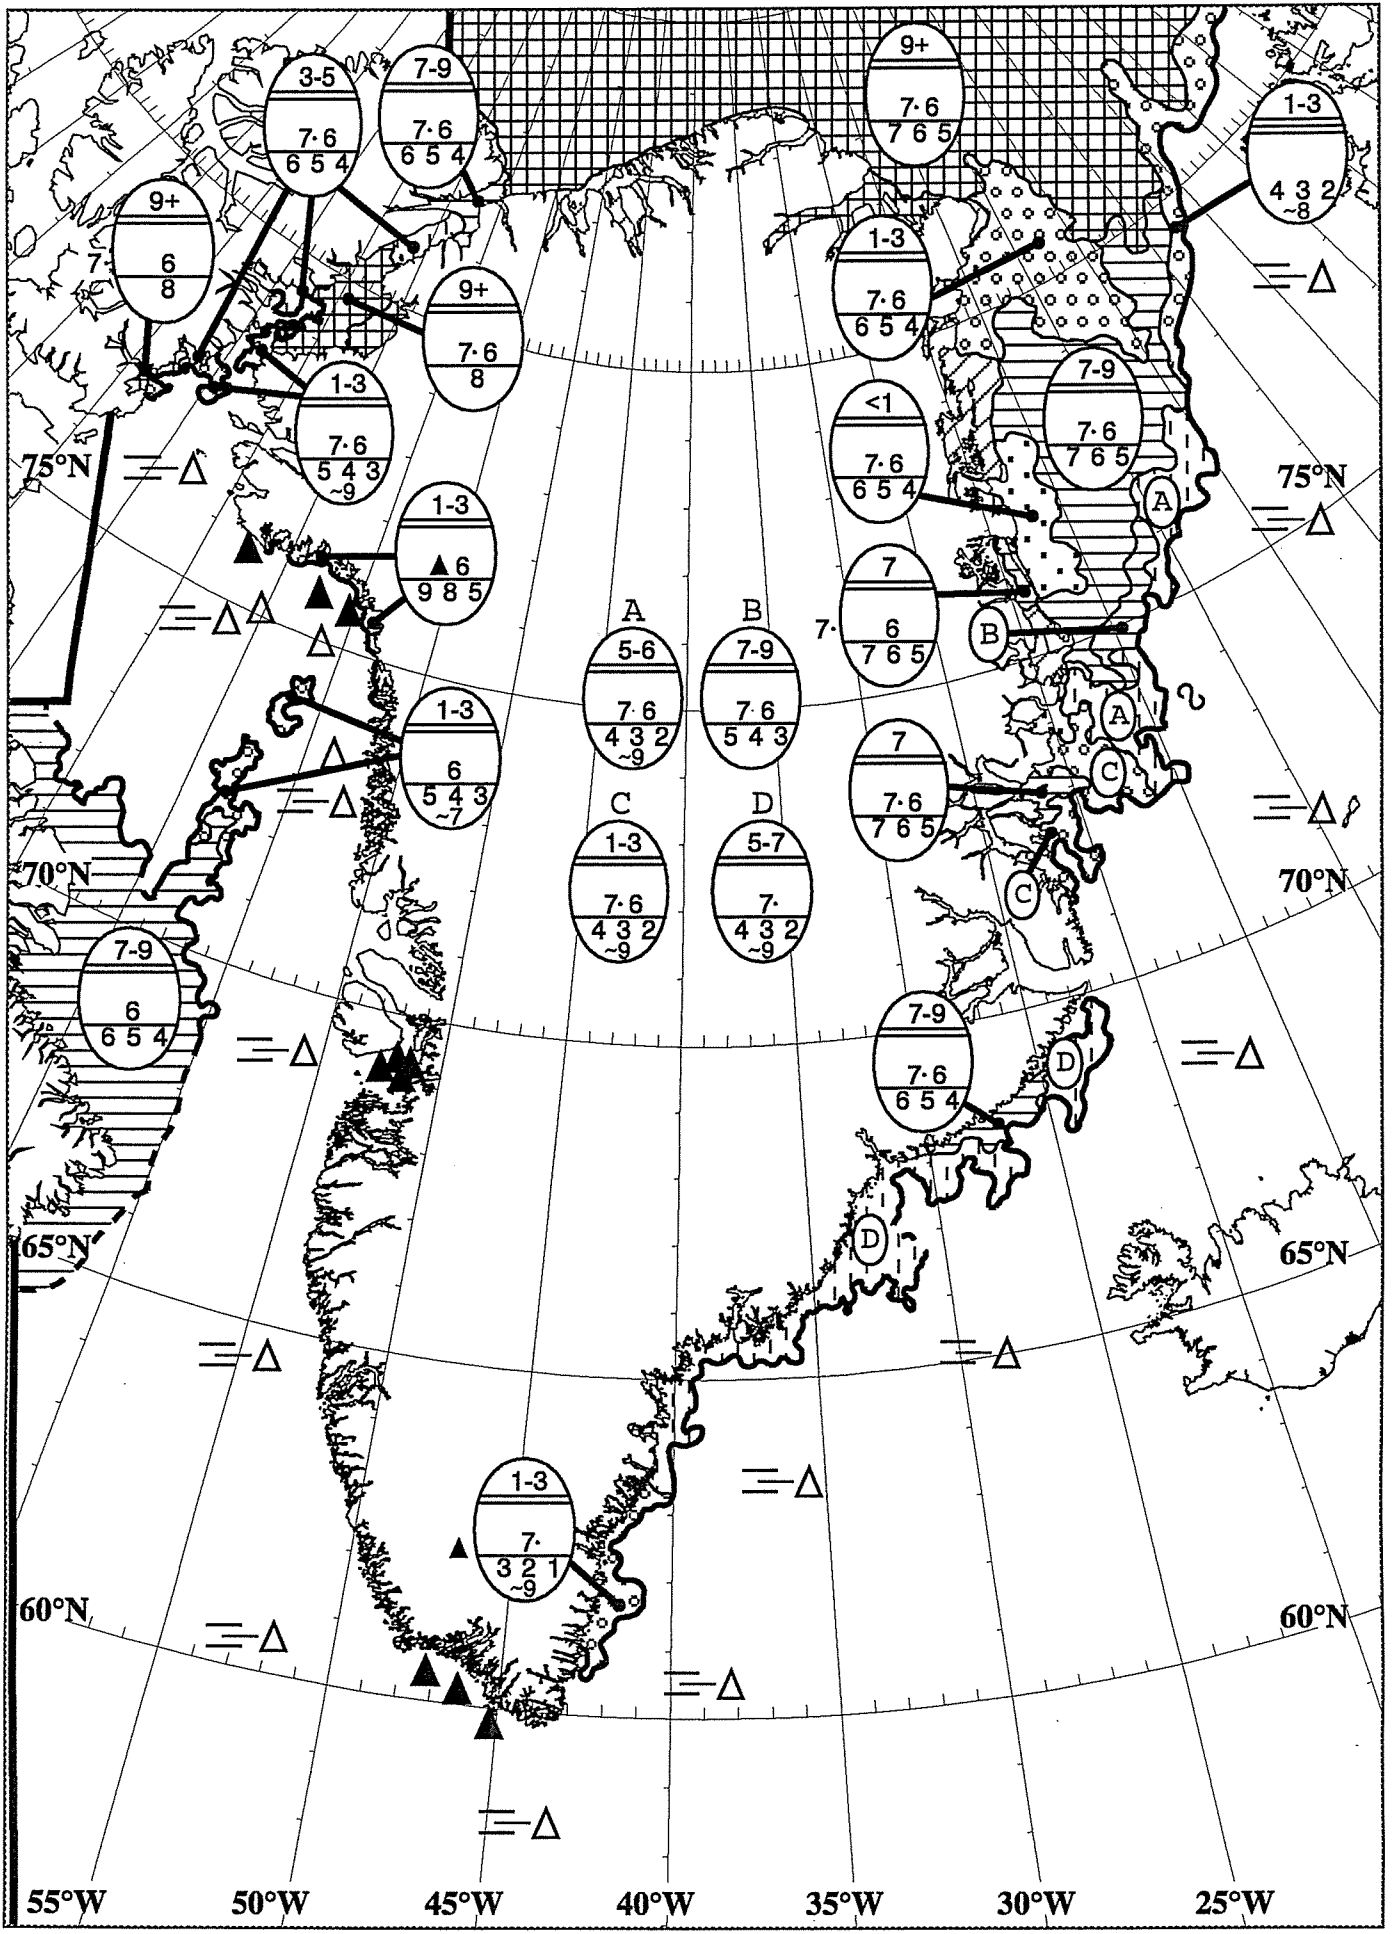 3-5
7·6
6 5 4
7-9
7·6
6 5 4
9+
7·6
7 6 5
1-3
4 3 2
~8
9+
7·
6
8
1-3
7·6
6 5 4
9+
7·6
8
1-3
7·6
5 4 3
~9
7-9
7·6
7 6 5
<1
7·6
6 5 4
75°N
75°N
A
1-3
▲6
9 8 5
7
7·
6
7 6 5
B
A
5-6
7·6
4 3 2
~9
B
7-9
7·6
5 4 3
A
1-3
6
5 4 3
~7
7
7·6
7 6 5
C
C
1-3
7·6
4 3 2
~9
D
5-7
7·
4 3 2
~9
70°N
70°N
C
7-9
6
6 5 4
7-9
7·6
6 5 4
D
D
65°N
65°N
1-3
7·
3 2 1
~9
60°N
60°N
55°W
50°W
45°W
40°W
35°W
30°W
25°W